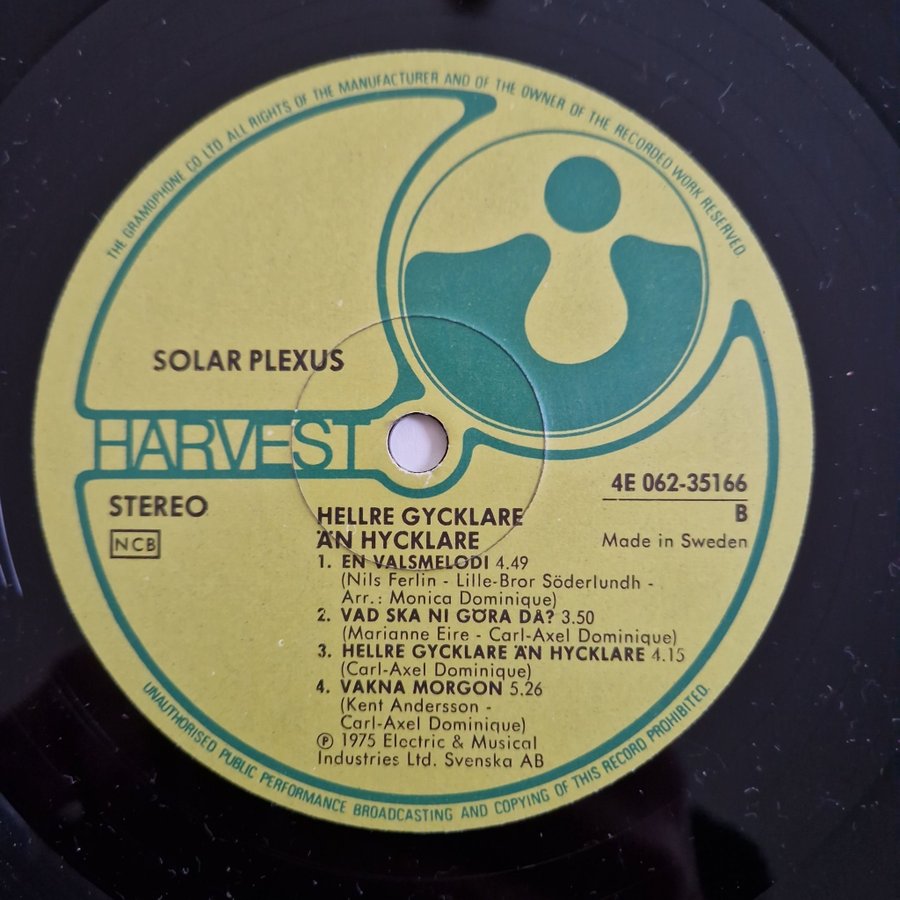 THE GRAMOPHONE CO LTD ALL RIGHTS OF THE MANUFACTURER AND OF THE OWNER OF THE RECORDED WORK RESERVED.
SOLAR PLEXUS
HARVEST
STEREO
NCB
4E 062-35166
B
Made in Sweden
HELLRE GYCKLARE
ÄN HYCKLARE
1. EN VALSMELODI 4.49
(Nils Ferlin - Lille-Bror Söderlundh -
Arr.: Monica Dominique)
2. VAD SKA NI GÖRA DÅ? 3.50
(Marianne Eire - Carl-Axel Dominique)
3. HELLRE GYCKLARE ÄN HYCKLARE 4.15
(Carl-Axel Dominique)
4. VAKNA MORGON 5.26
(Kent Andersson -
Carl-Axel Dominique)
℗ 1975 Electric & Musical
Industries Ltd. Svenska AB
UNAUTHORISED PUBLIC PERFORMANCE BROADCASTING AND COPYING OF THIS RECORD PROHIBITED.